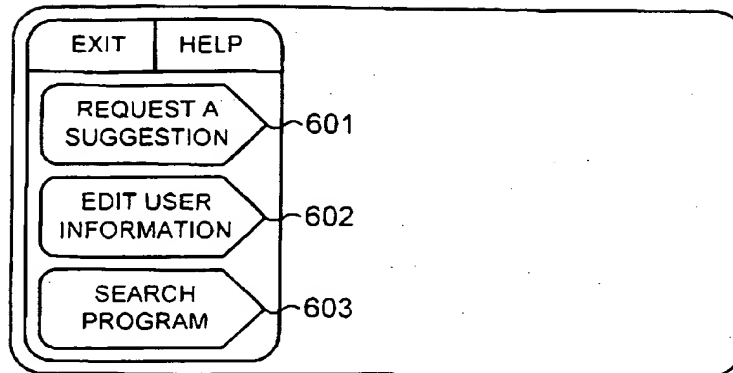 EXIT HELP
REQUEST A
SUGGESTION
601
EDIT USER
INFORMATION
602
SEARCH
PROGRAM
603